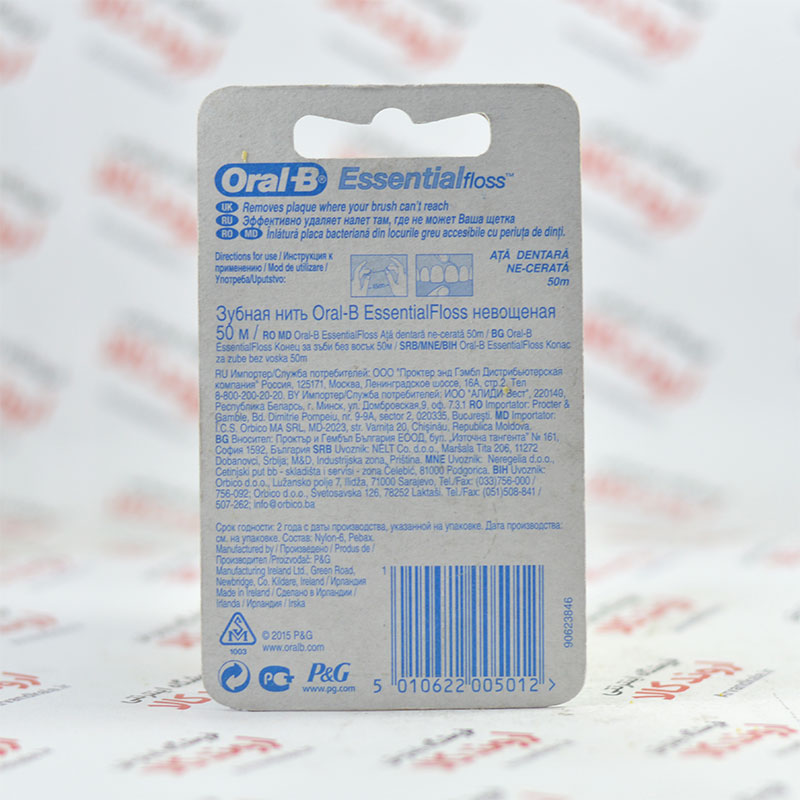 Oral-B® Essentialfloss™
UK Removes plaque where your brush can't reach
RU Эффективно удаляет налет там, где не может Ваша щетка
RO MD Înlătură placa bacteriană din locurile greu accesibile cu periuţa de dinţi.
Directions for use / Инструкция к
применению / Mod de utilizare /
Употреба/Uputstvo:
AŢĂ DENTARĂ
NE-CERATĂ
50m
Зубная нить Oral-B EssentialFloss невощеная
50 м / RO MD Oral-B EssentialFloss Aţă dentară ne-cerată 50m / BG Oral-B
EssentialFloss Конец за зъби без восък 50м / SRB/MNE/BIH Oral-B EssentialFloss Konac
za zube bez voska 50m
RU Импортер/Служба потребителей: ООО "Проктер энд Гэмбл Дистрибьютерская
компания" Россия, 125171, Москва, Ленинградское шоссе, 16А, стр. 2. Тел
8-800-200-20-20. BY Импортер/Служба потребителей: ИОО "АЛИДИ-Вест", 220148,
Республика Беларусь, г. Минск, ул. Домбровская,9, оф. 7.3.1 RO Importator: Procter &
Gamble, Bd. Dimitrie Pompeiu, nr. 9-9A, sector 2, 020335, Bucureşti. MD Importator:
I.C.S. Orbico MA SRL, MD-2023, str. Varniţa 20, Chişinău, Republica Moldova.
BG Вносител: Проктър и Гембъл България ЕООД, бул. „Източна тангента" № 161,
София 1592, България SRB Uvoznik: NELT Co. d.o.o., Maršala Tita 206, 11272
Dobanovci, Srbija; M&D, Industrijska zona, Priština. MNE Uvoznik: Neregelia d.o.o.,
Cetinjski put bb - skladišta i servisi - zona Čelebić, 81000 Podgorica. BIH Uvoznik:
Orbico d.o.o., Lužansko polje 7, Ilidža, 71000 Sarajevo, Tel./Fax: (033)756-000 /
756-092; Orbico d.o.o., Svetosavska 126, 78252 Laktaši, Tel./Fax: (051)508-841 /
507-262; info@orbico.ba
Срок годности: 2 года с даты производства, указанной на упаковке. Дата производства:
см. на упаковке. Состав: Nylon-6, Pebax.
Manufactured by / Произведено / Produs de /
Производител /Proizvođač: P&G
Manufacturing Ireland Ltd., Green Road,
Newbridge, Co. Kildare, Ireland / Ирландия
Made in Ireland / Сделано в Ирландии /
Irlanda / Ирландия / Irska
1003
© 2015 P&G
www.oralb.com
P&G
www.pg.com
1
5 010622 005012 >
90623846